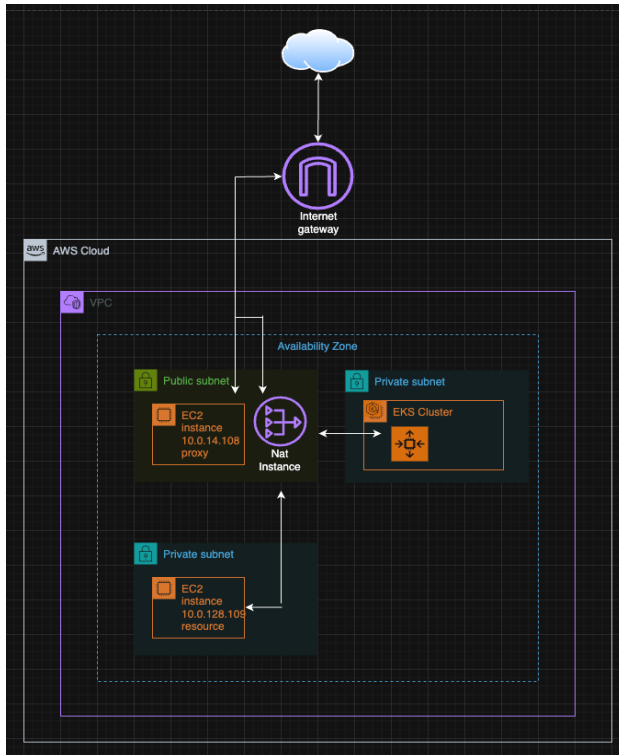 Internet
gateway
aws
AWS Cloud
VPC
Availability Zone
Public subnet
EC2
instance
10.0.14.108
proxy
Nat
Instance
Private subnet
EKS Cluster
Private subnet
EC2
instance
10.0.128.109
resource